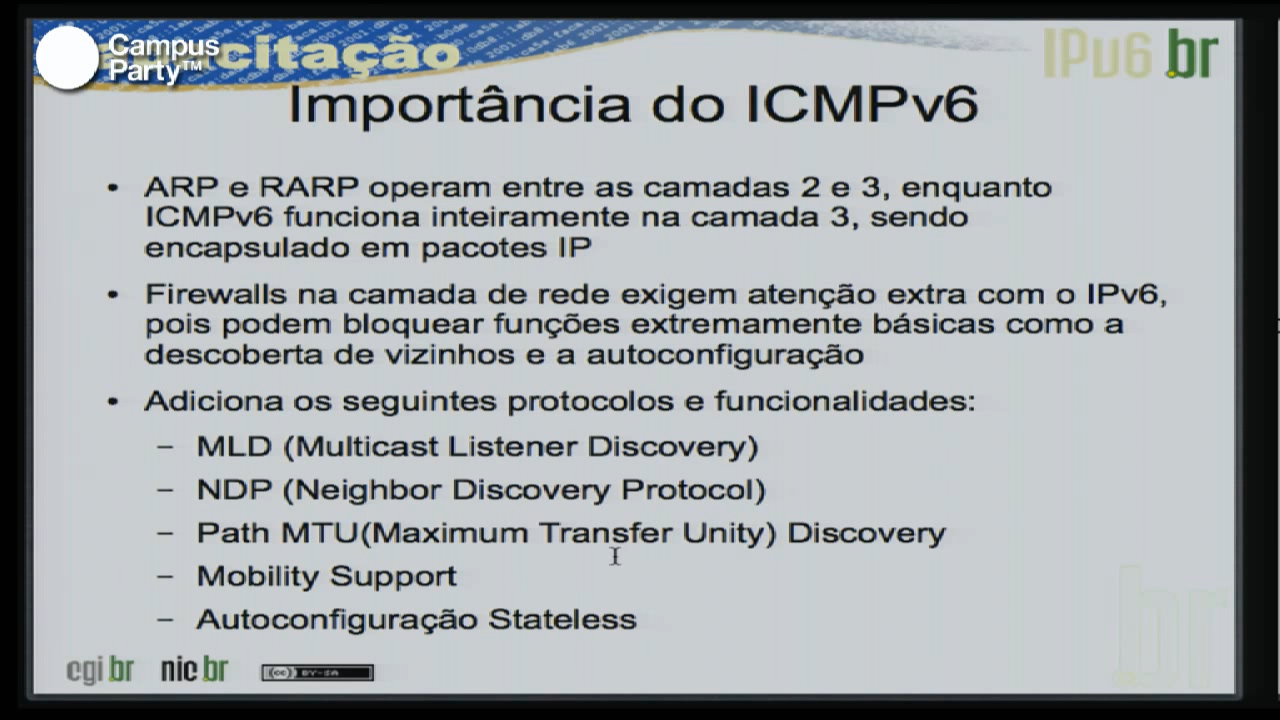 Campus
Party™
citação
IPv6.br
Importância do ICMPv6
• ARP e RARP operam entre as camadas 2 e 3, enquanto
ICMPv6 funciona inteiramente na camada 3, sendo
encapsulado em pacotes IP
• Firewalls na camada de rede exigem atenção extra com o IPv6,
pois podem bloquear funções extremamente básicas como a
descoberta de vizinhos e a autoconfiguração
• Adiciona os seguintes protocolos e funcionalidades:
– MLD (Multicast Listener Discovery)
– NDP (Neighbor Discovery Protocol)
– Path MTU(Maximum Transfer Unity) Discovery
– Mobility Support
– Autoconfiguração Stateless
.br
cgi.br nic.br (cc) BY-SA